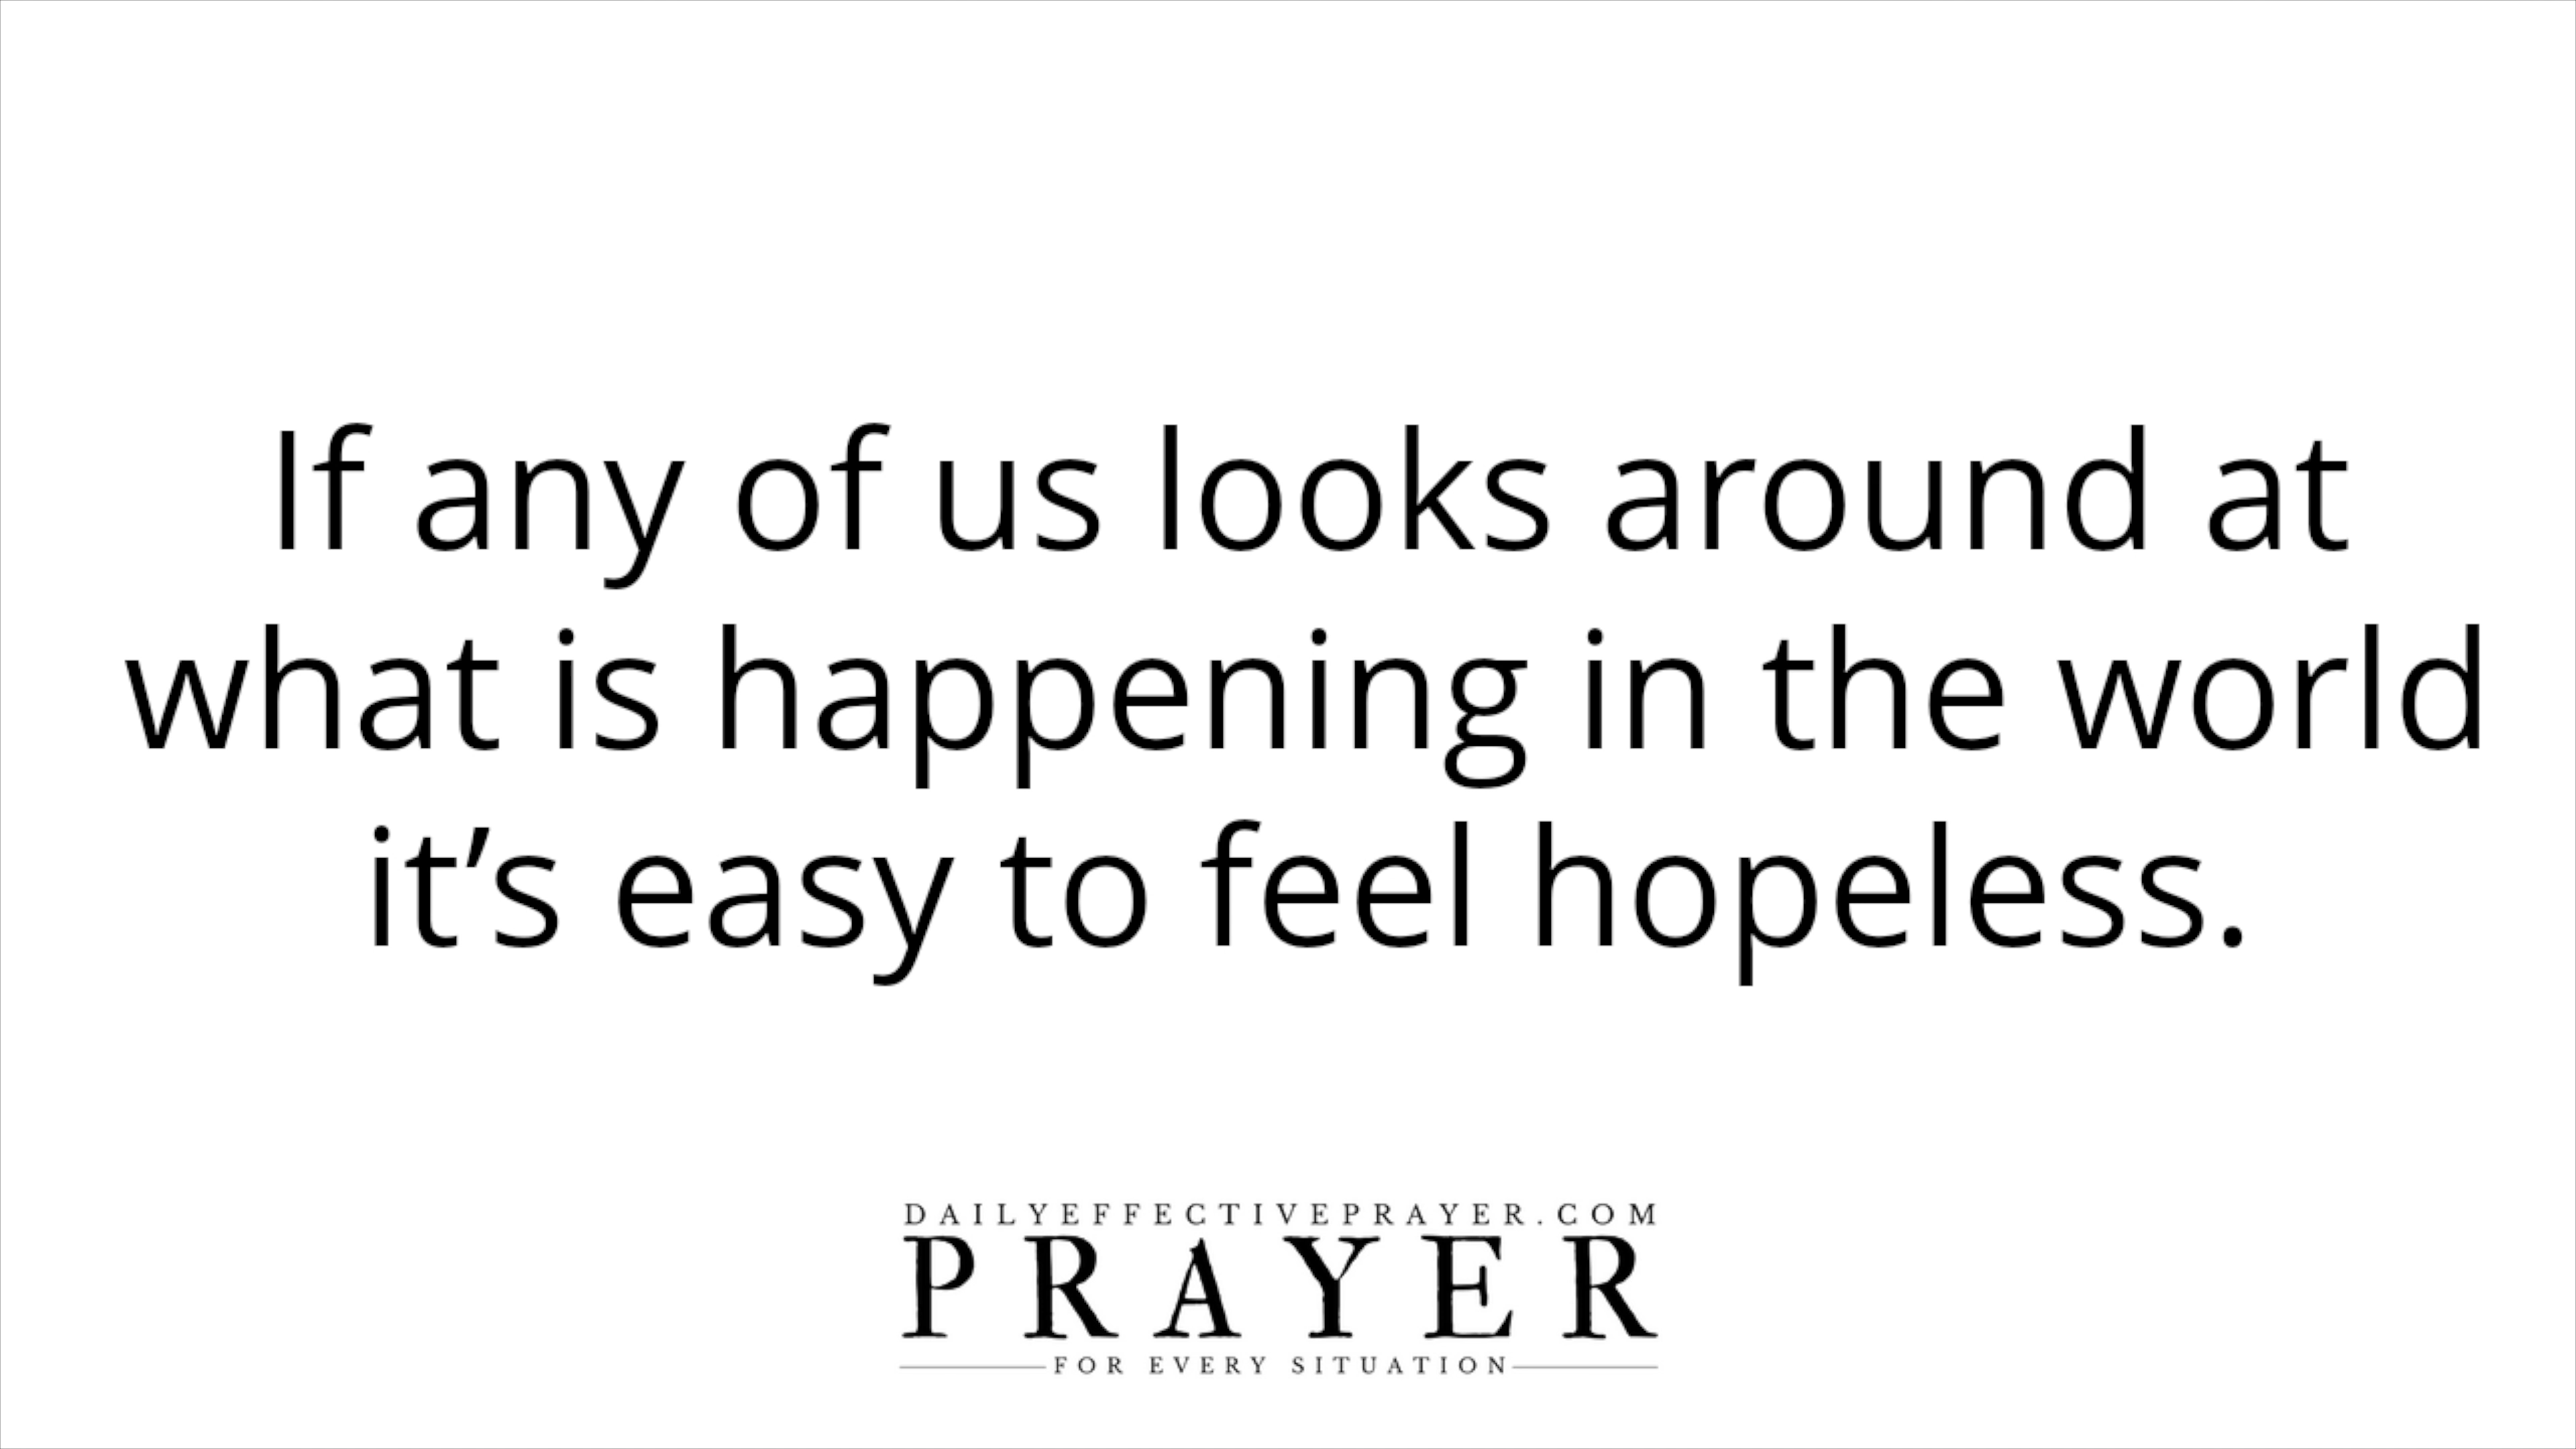 If any of us looks around at
what is happening in the world
it’s easy to feel hopeless.
DAILYEFFECTIVEPRAYER.COM
PRAYER
FOR EVERY SITUATION